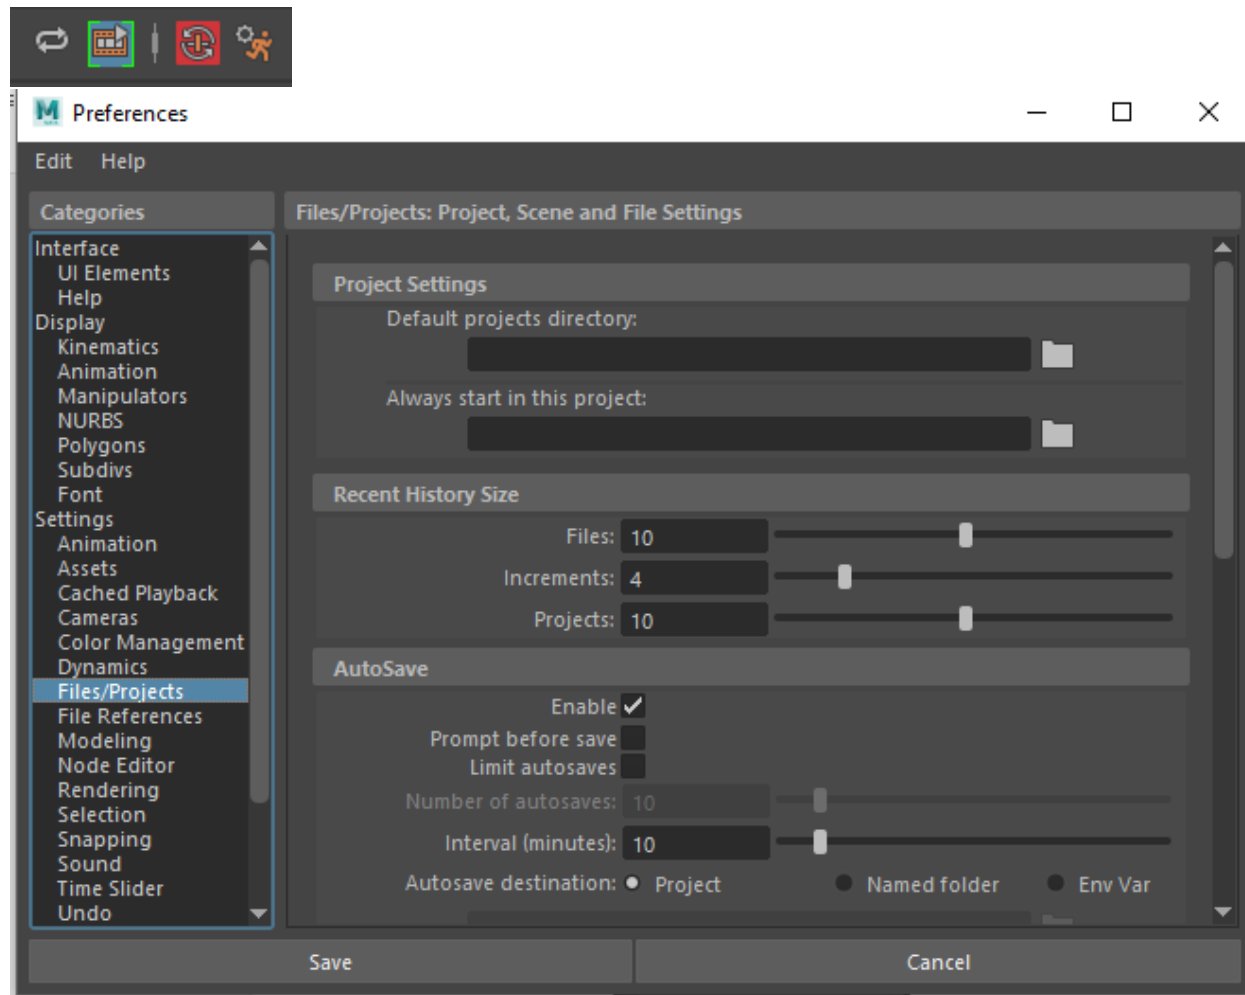 Preferences
Edit Help
Categories
Interface
UI Elements
Help
Display
Kinematics
Animation
Manipulators
NURBS
Polygons
Subdivs
Font
Settings
Animation
Assets
Cached Playback
Cameras
Color Management
Dynamics
Files/Projects
File References
Modeling
Node Editor
Rendering
Selection
Snapping
Sound
Time Slider
Undo
Files/Projects: Project, Scene and File Settings
Project Settings
Default projects directory:
Always start in this project:
Recent History Size
Files: 10
Increments: 4
Projects: 10
AutoSave
Enable
Prompt before save
Limit autosaves
Number of autosaves: 10
Interval (minutes): 10
Autosave destination: Project Named folder Env Var
Save Cancel